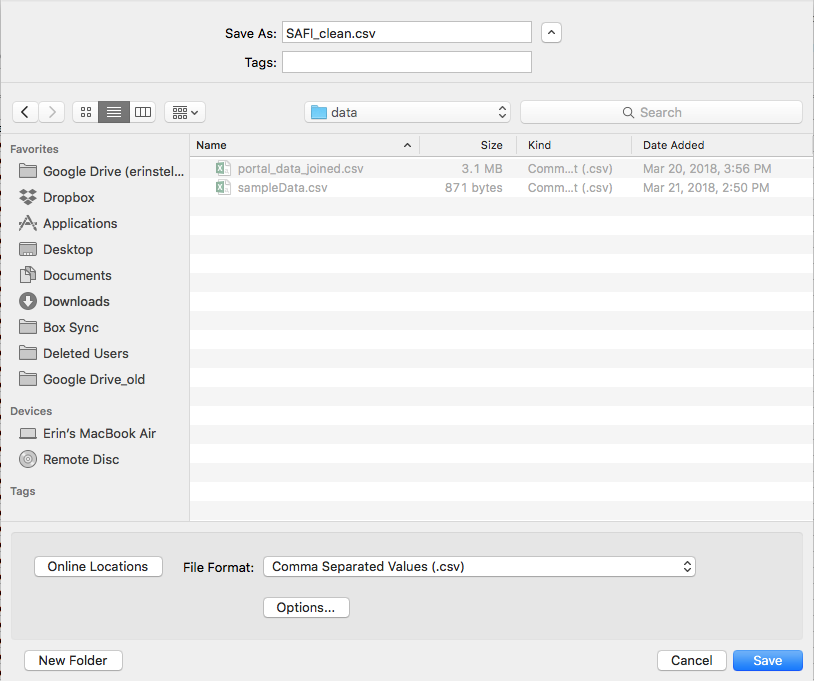 Save As: SAFI_clean.csv
Tags:
data
Search
Favorites
Google Drive (erinstel...
Dropbox
Applications
Desktop
Documents
Downloads
Box Sync
Deleted Users
Google Drive_old
Devices
Erin's MacBook Air
Remote Disc
Tags
Name Size Kind Date Added
portal_data_joined.csv 3.1 MB Comm...t (.csv) Mar 20, 2018, 3:56 PM
sampleData.csv 871 bytes Comm...t (.csv) Mar 21, 2018, 2:50 PM
Online Locations File Format: Comma Separated Values (.csv)
Options...
New Folder Cancel Save